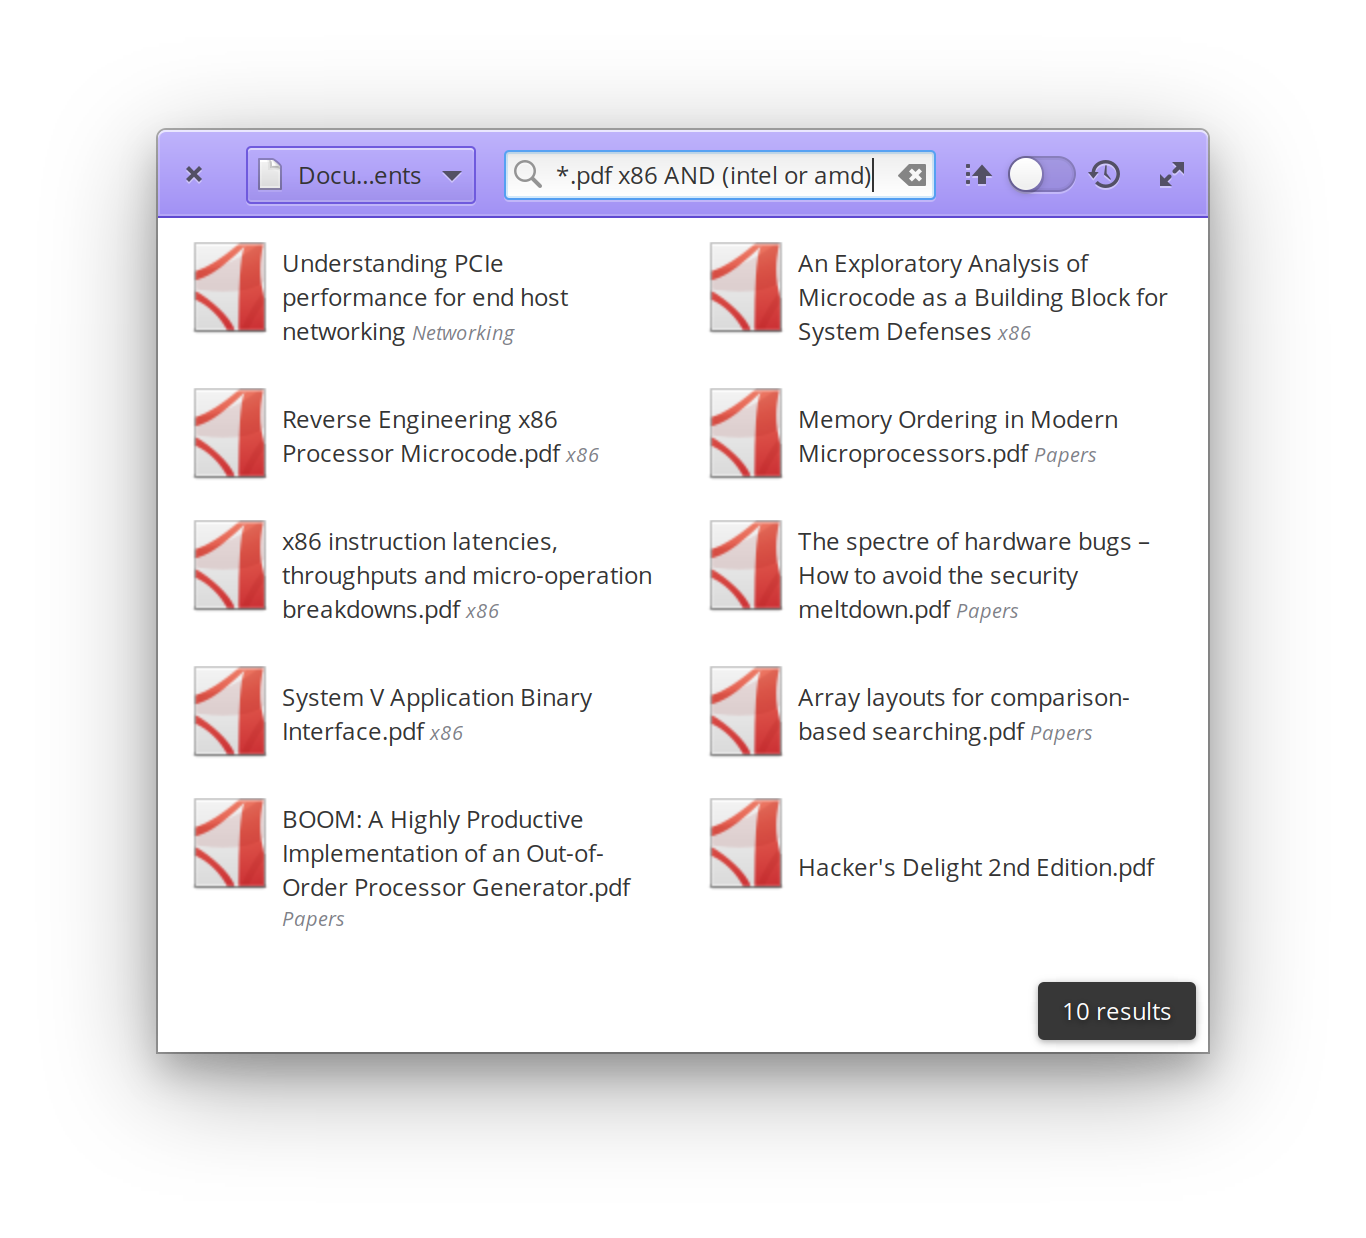 Docu...ents
*.pdf x86 AND (intel or amd)
Understanding PCIe
performance for end host
networking Networking
An Exploratory Analysis of
Microcode as a Building Block for
System Defenses x86
Reverse Engineering x86
Processor Microcode.pdf x86
Memory Ordering in Modern
Microprocessors.pdf Papers
x86 instruction latencies,
throughputs and micro-operation
breakdowns.pdf x86
The spectre of hardware bugs –
How to avoid the security
meltdown.pdf Papers
System V Application Binary
Interface.pdf x86
Array layouts for comparison-
based searching.pdf Papers
BOOM: A Highly Productive
Implementation of an Out-of-
Order Processor Generator.pdf
Papers
Hacker's Delight 2nd Edition.pdf
10 results